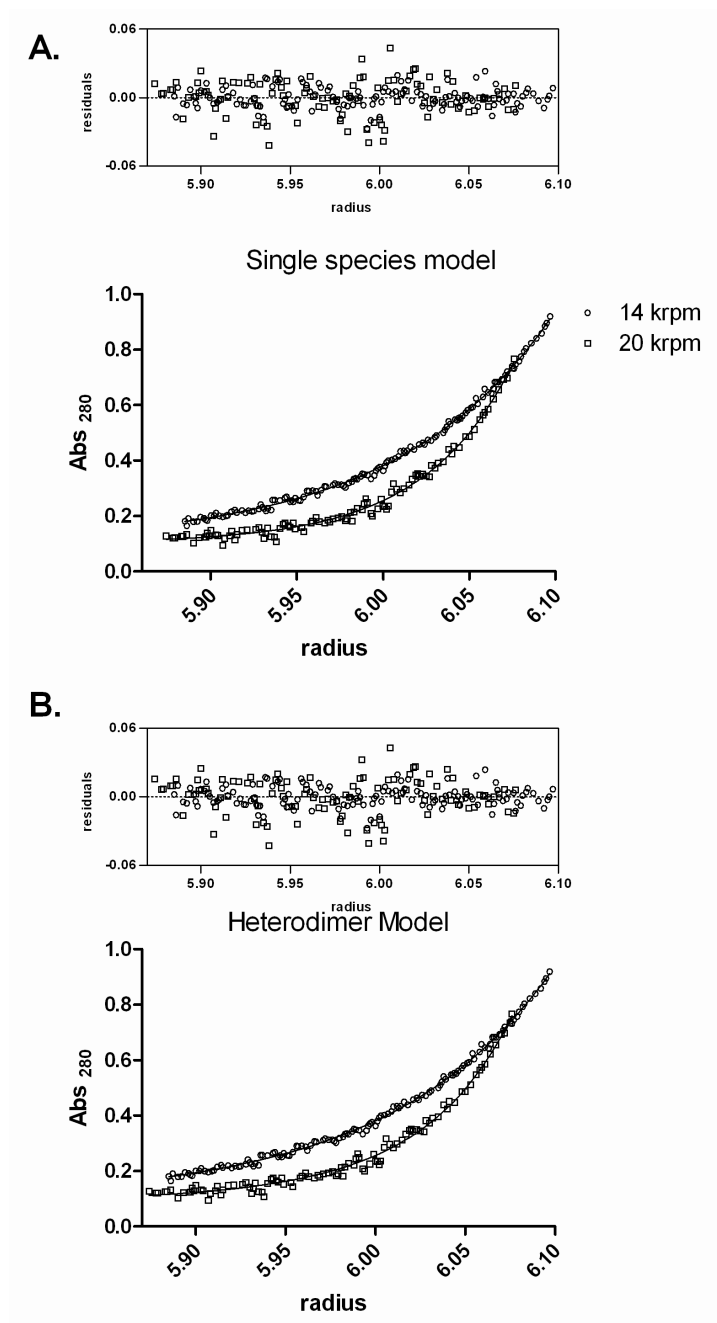 A.
0.06
residuals
0.00
-0.06
5.90 5.95 6.00 6.05 6.10
radius
Single species model
14 krpm
20 krpm
1.0
0.8
0.6
Abs 280
0.4
0.2
0.0
5.90 5.95 6.00 6.05 6.10
radius
B.
0.06
residuals
0.00
-0.06
5.90 5.95 6.00 6.05 6.10
radius
Heterodimer Model
1.0
0.8
0.6
Abs 280
0.4
0.2
0.0
5.90 5.95 6.00 6.05 6.10
radius